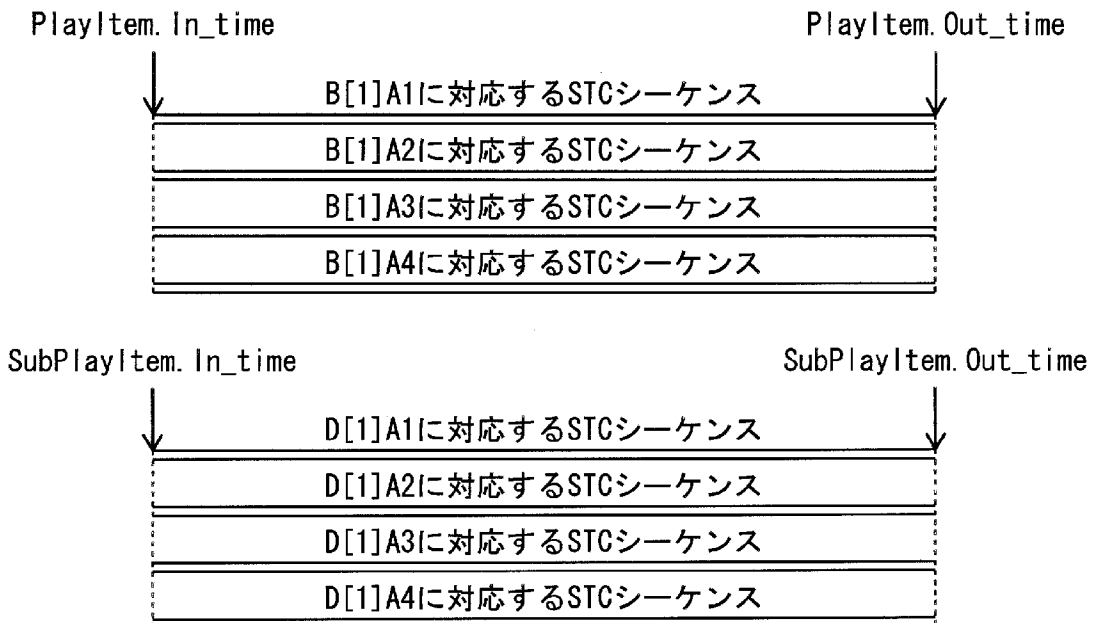 PlayItem. In_time
PlayItem. Out_time
B[1]A1に対応するSTCシーケンス
B[1]A2に対応するSTCシーケンス
B[1]A3に対応するSTCシーケンス
B[1]A4に対応するSTCシーケンス
SubPlayItem. In_time
SubPlayItem. Out_time
D[1]A1に対応するSTCシーケンス
D[1]A2に対応するSTCシーケンス
D[1]A3に対応するSTCシーケンス
D[1]A4に対応するSTCシーケンス